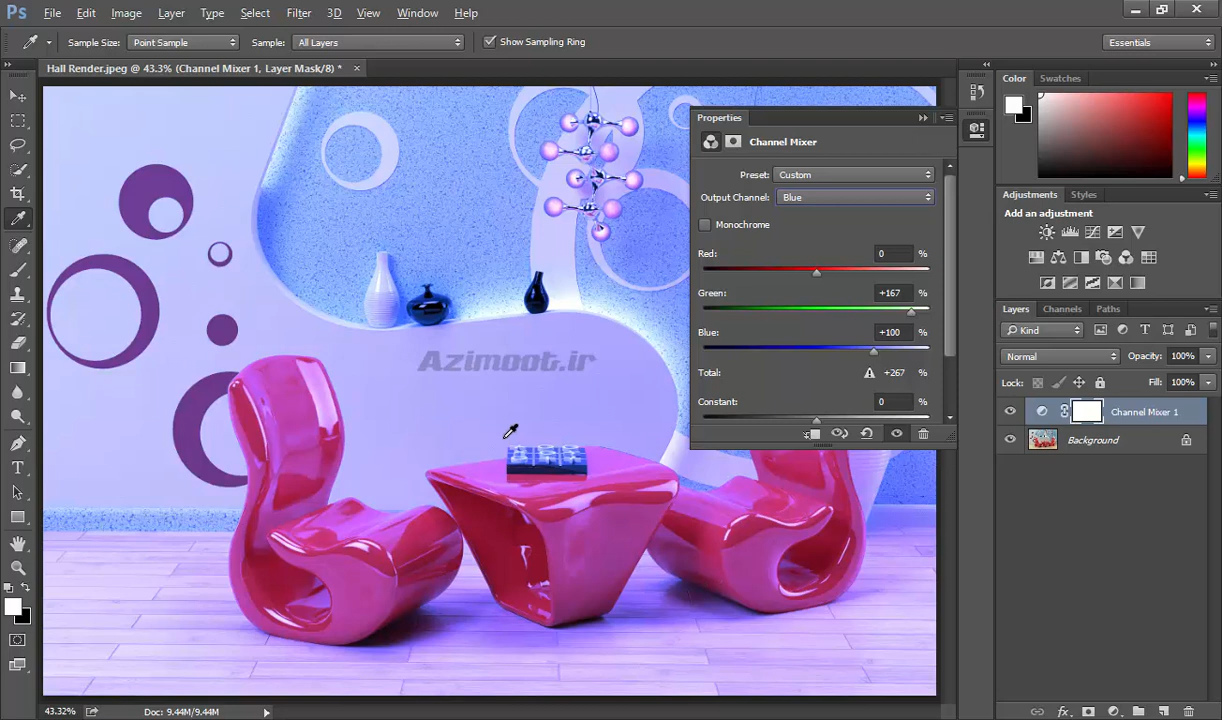 Ps File Edit Image Layer Type Select Filter 3D View Window Help
Sample Size: Point Sample Sample: All Layers Show Sampling Ring Essentials
Hall Render.jpeg @ 43.3% (Channel Mixer 1, Layer Mask/8) *
Color Swatches
Properties
Channel Mixer
Preset: Custom
Output Channel: Blue
Monochrome
Red: 0 %
Green: +167 %
Blue: +100 %
Total: +267 %
Constant: 0 %
Adjustments Styles
Add an adjustment
Layers Channels Paths
Kind
Normal Opacity: 100%
Lock: Fill: 100%
Channel Mixer 1
Background
Azimoot.ir
43.32% Doc: 9.44M/9.44M